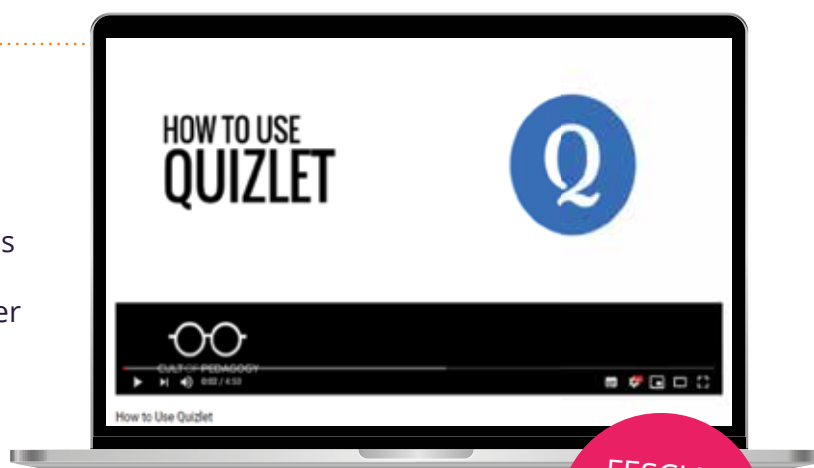 HOW TO USE
QUIZLET
Q
CULT OF PEDAGOGY
0:02 / 4:53
How to Use Quizlet